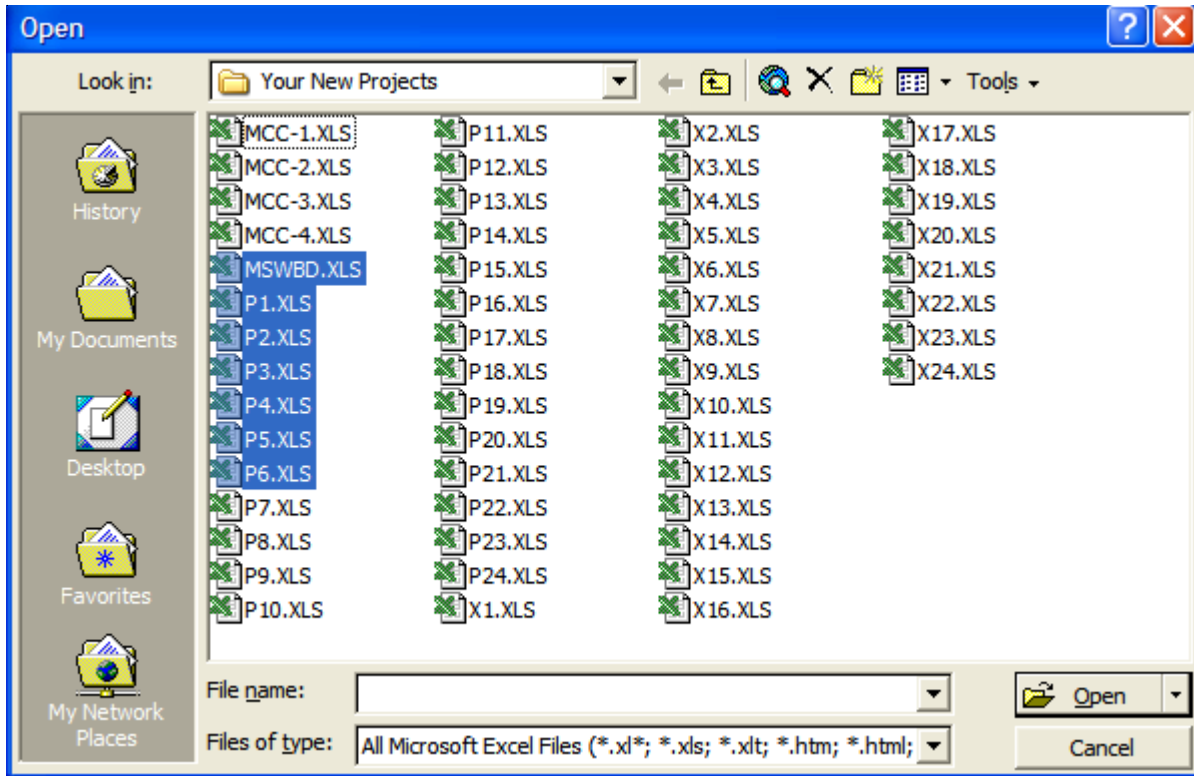 Open
Look in: Your New Projects Tools
History
My Documents
Desktop
Favorites
My Network
Places
MCC-1.XLS
MCC-2.XLS
MCC-3.XLS
MCC-4.XLS
MSWBD.XLS
P1.XLS
P2.XLS
P3.XLS
P4.XLS
P5.XLS
P6.XLS
P7.XLS
P8.XLS
P9.XLS
P10.XLS
P11.XLS
P12.XLS
P13.XLS
P14.XLS
P15.XLS
P16.XLS
P17.XLS
P18.XLS
P19.XLS
P20.XLS
P21.XLS
P22.XLS
P23.XLS
P24.XLS
X1.XLS
X2.XLS
X3.XLS
X4.XLS
X5.XLS
X6.XLS
X7.XLS
X8.XLS
X9.XLS
X10.XLS
X11.XLS
X12.XLS
X13.XLS
X14.XLS
X15.XLS
X16.XLS
X17.XLS
X18.XLS
X19.XLS
X20.XLS
X21.XLS
X22.XLS
X23.XLS
X24.XLS
File name: Open
Files of type: All Microsoft Excel Files (*.xl*; *.xls; *.xlt; *.htm; *.html; Cancel